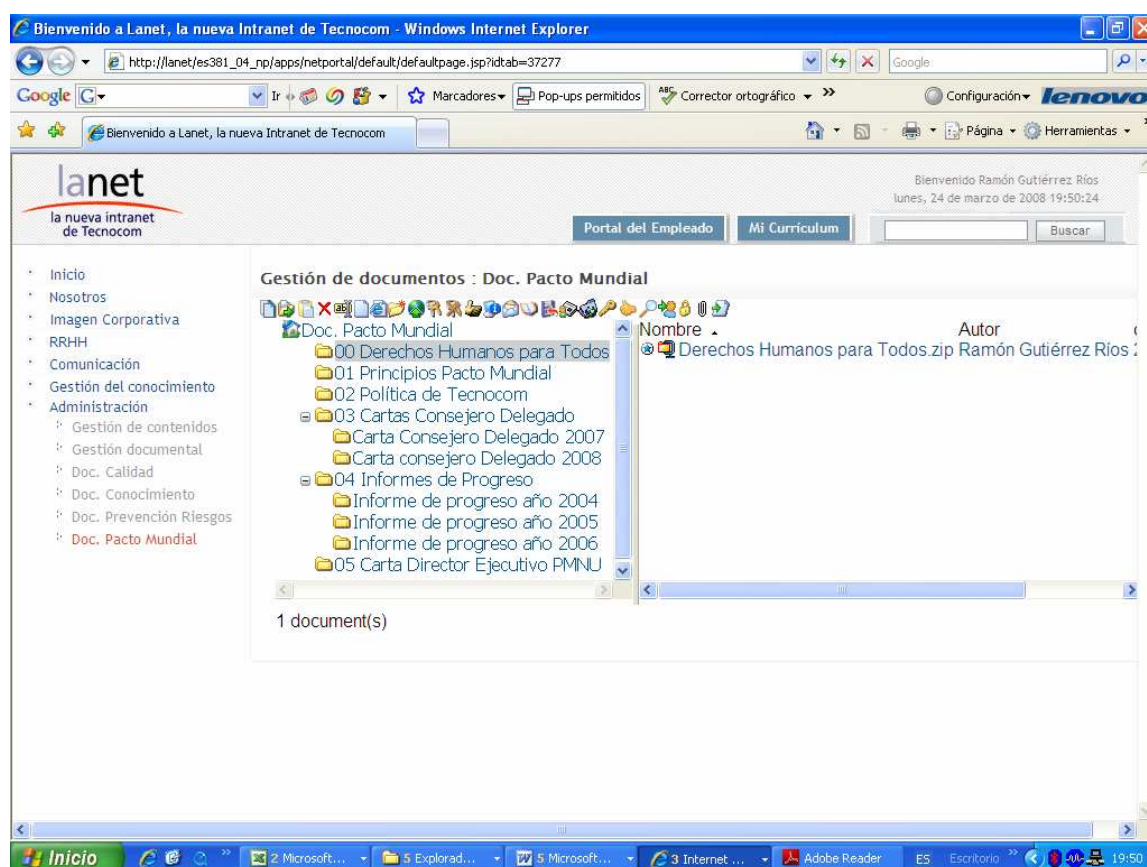 Bienvenido a Lanet, la nueva Intranet de Tecnocom - Windows Internet Explorer
http://lanet/es381_04_np/apps/netportal/default/defaultpage.jsp?idtab=37277
Google
Google G Ir Marcadores Pop-ups permitidos ABC Corrector ortográfico » Configuración lenovo
Bienvenido a Lanet, la nueva Intranet de Tecnocom Página Herramientas
lanet
la nueva intranet
de Tecnocom
Bienvenido Ramón Gutiérrez Ríos
lunes, 24 de marzo de 2008 19:50:24
Portal del Empleado Mi Curriculum Buscar
Inicio
Nosotros
Imagen Corporativa
RRHH
Comunicación
Gestión del conocimiento
Administración
Gestión de contenidos
Gestión documental
Doc. Calidad
Doc. Conocimiento
Doc. Prevención Riesgos
Doc. Pacto Mundial
Gestión de documentos : Doc. Pacto Mundial
Doc. Pacto Mundial
00 Derechos Humanos para Todos
01 Principios Pacto Mundial
02 Política de Tecnocom
03 Cartas Consejero Delegado
Carta Consejero Delegado 2007
Carta consejero Delegado 2008
04 Informes de Progreso
Informe de progreso año 2004
Informe de progreso año 2005
Informe de progreso año 2006
05 Carta Director Ejecutivo PMNU
Nombre Autor
Derechos Humanos para Todos.zip Ramón Gutiérrez Ríos
1 document(s)
Inicio » 2 Microsoft... 5 Explorad... 5 Microsoft... 3 Internet ... Adobe Reader ES Escritorio » 19:50